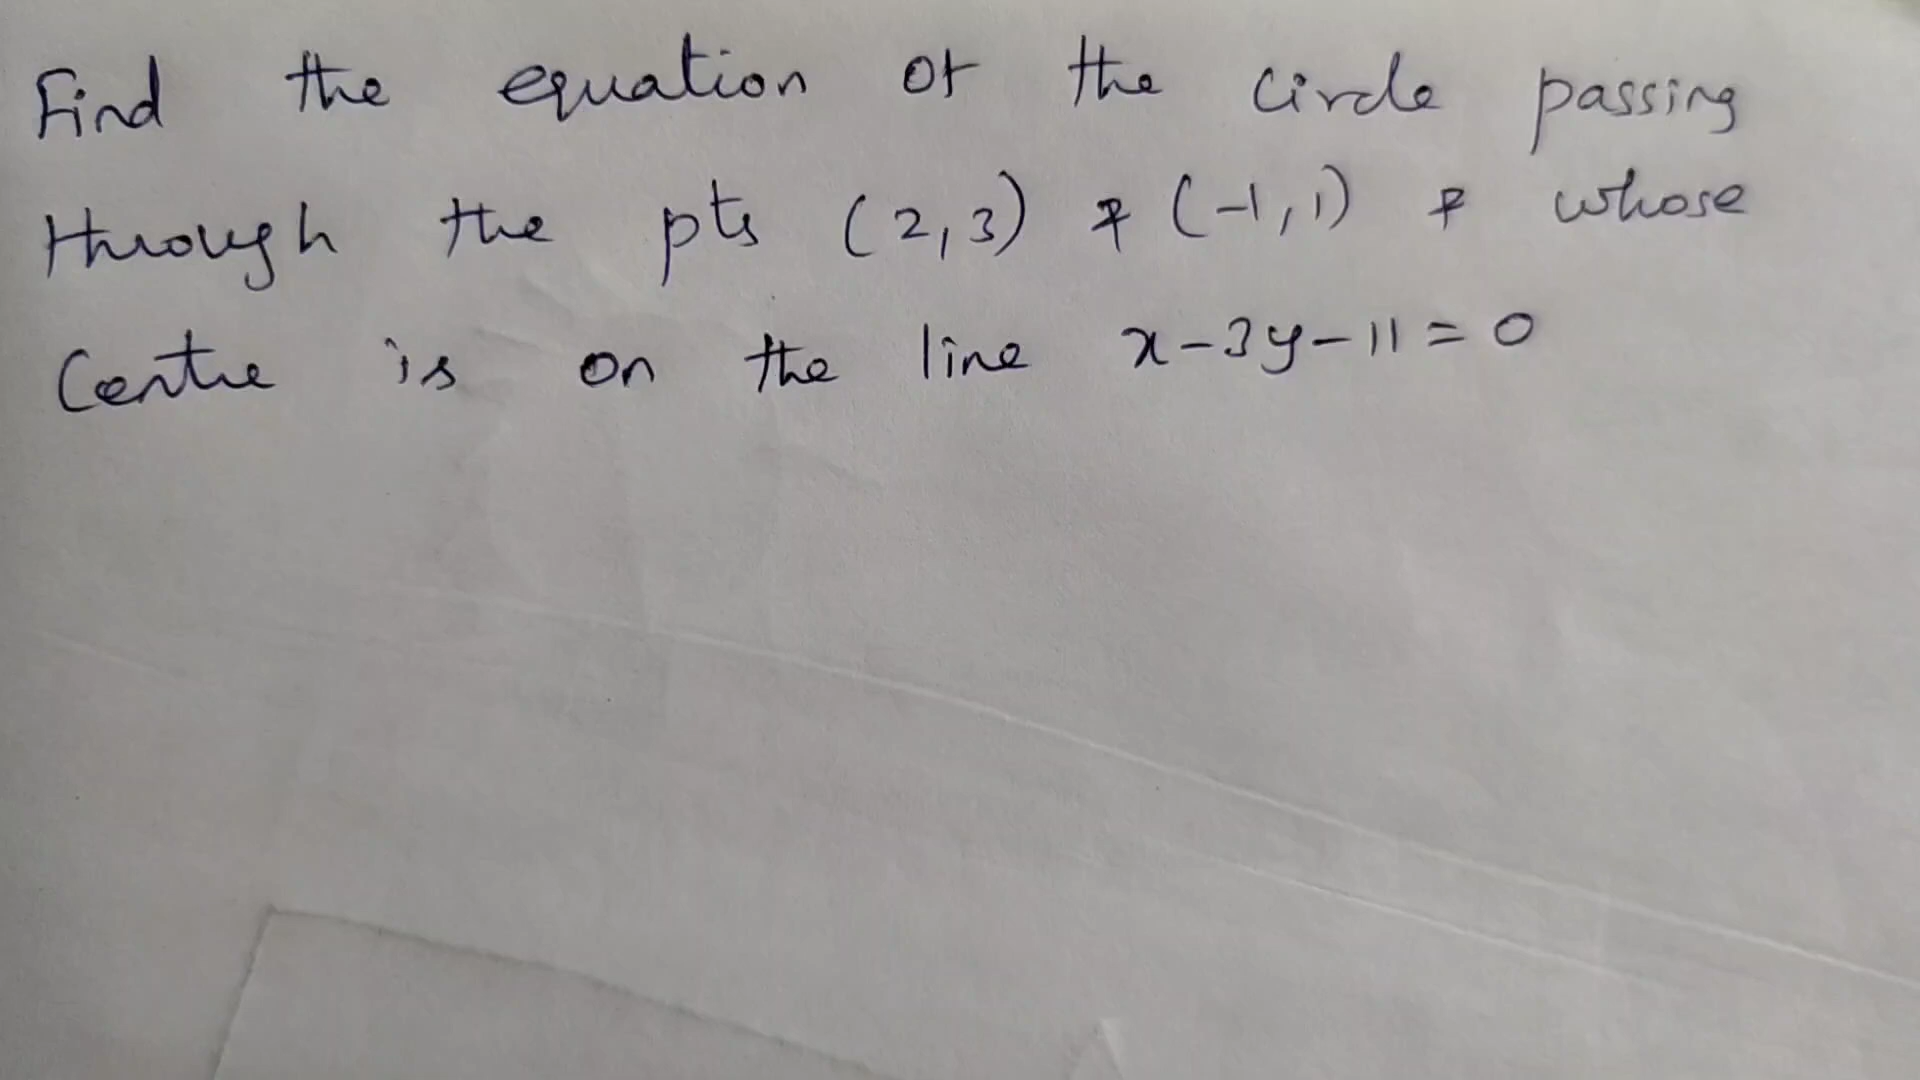 Find the equation of the circle passing
through the pts (2,3) & (-1,1) & whose
Centre is on the line x-3y-11=0